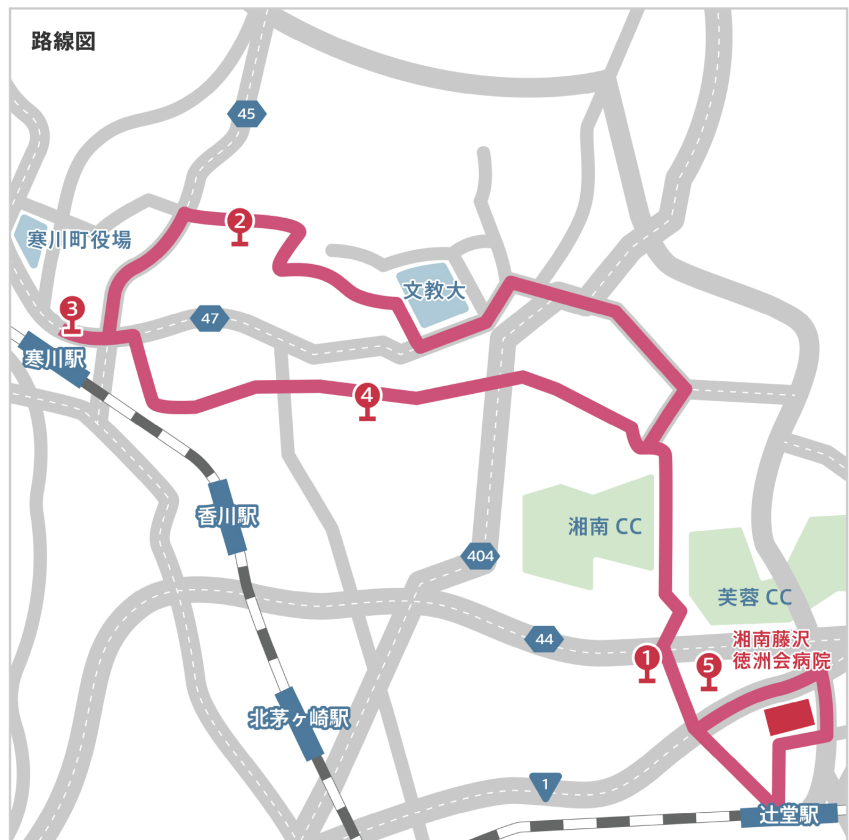 路線図
45
2
寒川町役場
文教大
3
47
寒川駅
4
香川駅
湘南 CC
404
芙蓉 CC
44
湘南藤沢
徳洲会病院
1
5
北茅ヶ崎駅
1
辻堂駅